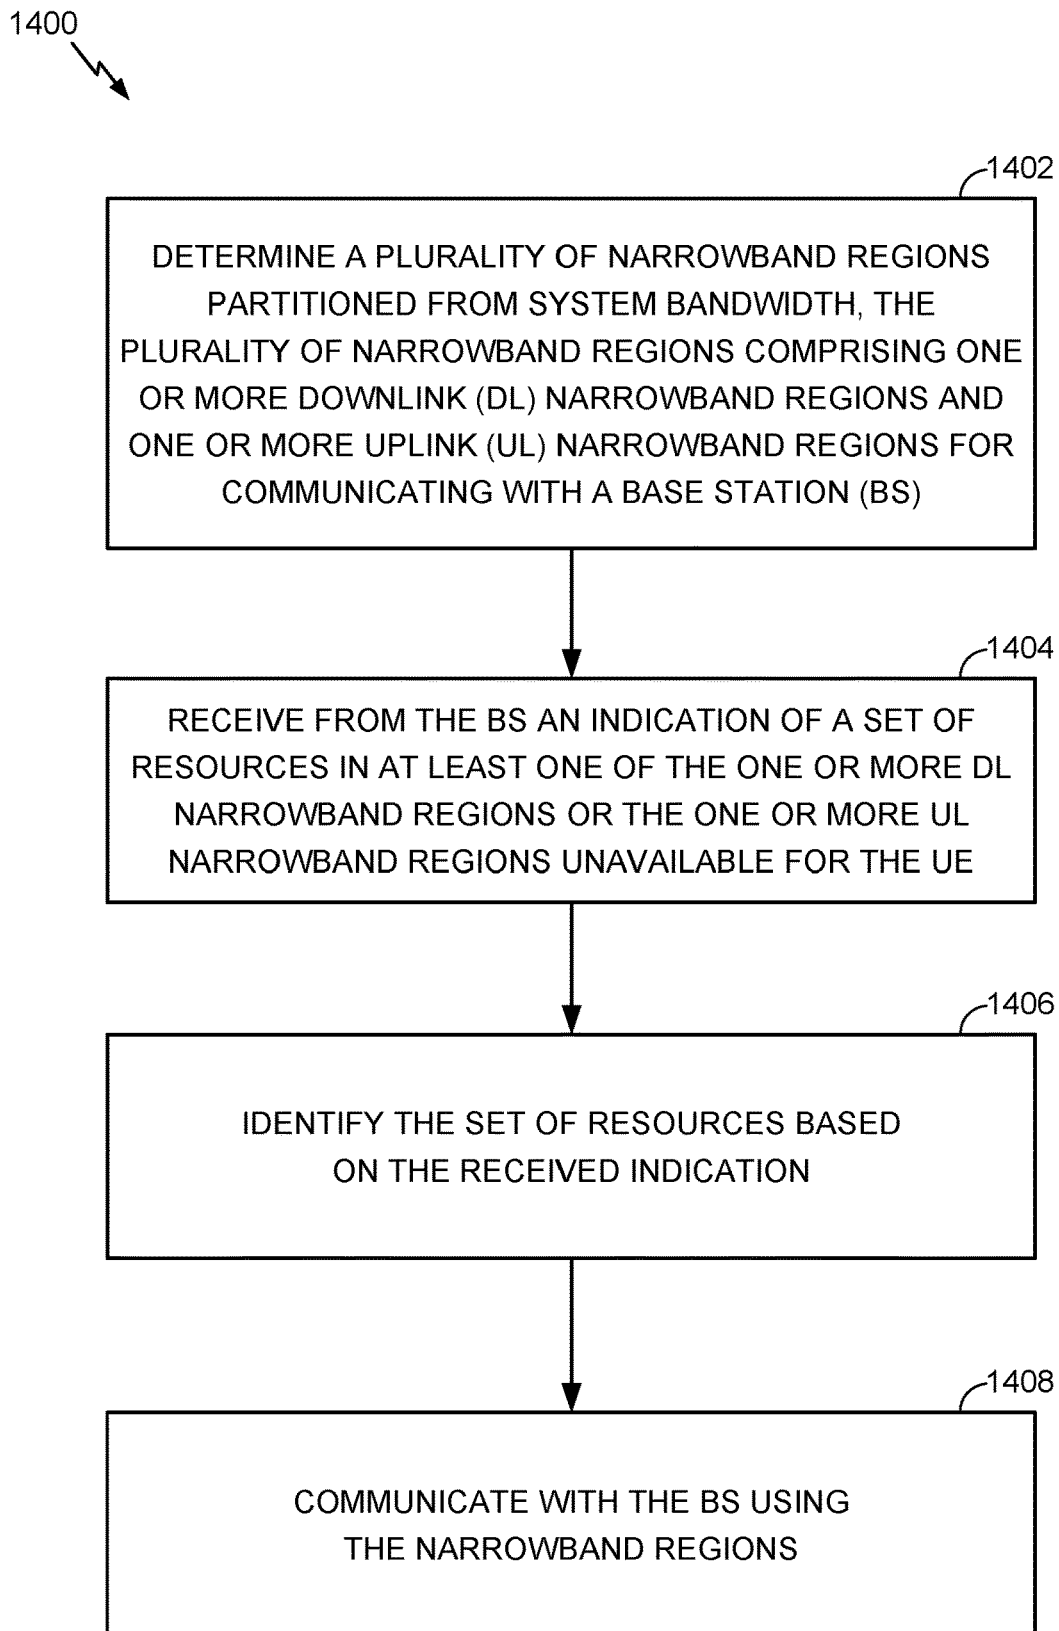 1400
1402
DETERMINE A PLURALITY OF NARROWBAND REGIONS
PARTITIONED FROM SYSTEM BANDWIDTH, THE
PLURALITY OF NARROWBAND REGIONS COMPRISING ONE
OR MORE DOWNLINK (DL) NARROWBAND REGIONS AND
ONE OR MORE UPLINK (UL) NARROWBAND REGIONS FOR
COMMUNICATING WITH A BASE STATION (BS)
1404
RECEIVE FROM THE BS AN INDICATION OF A SET OF
RESOURCES IN AT LEAST ONE OF THE ONE OR MORE DL
NARROWBAND REGIONS OR THE ONE OR MORE UL
NARROWBAND REGIONS UNAVAILABLE FOR THE UE
1406
IDENTIFY THE SET OF RESOURCES BASED
ON THE RECEIVED INDICATION
1408
COMMUNICATE WITH THE BS USING
THE NARROWBAND REGIONS